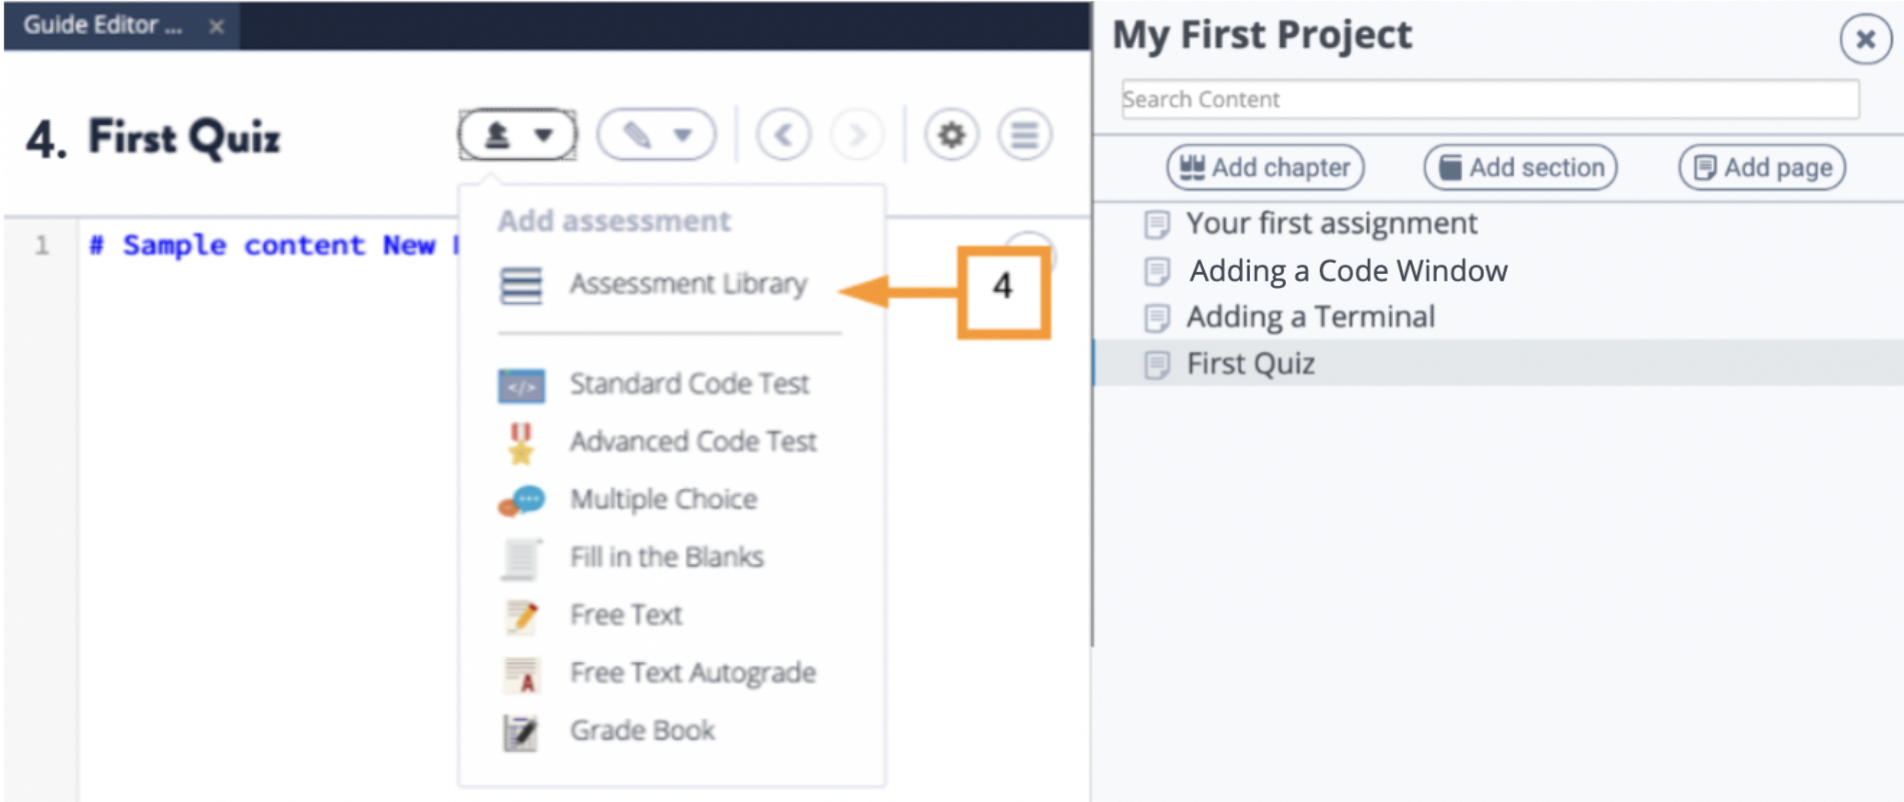 Guide Editor ...
4. First Quiz
1 # Sample content New
Add assessment
Assessment Library
4
Standard Code Test
Advanced Code Test
Multiple Choice
Fill in the Blanks
Free Text
Free Text Autograde
Grade Book
My First Project
Search Content
Add chapter Add section Add page
Your first assignment
Adding a Code Window
Adding a Terminal
First Quiz